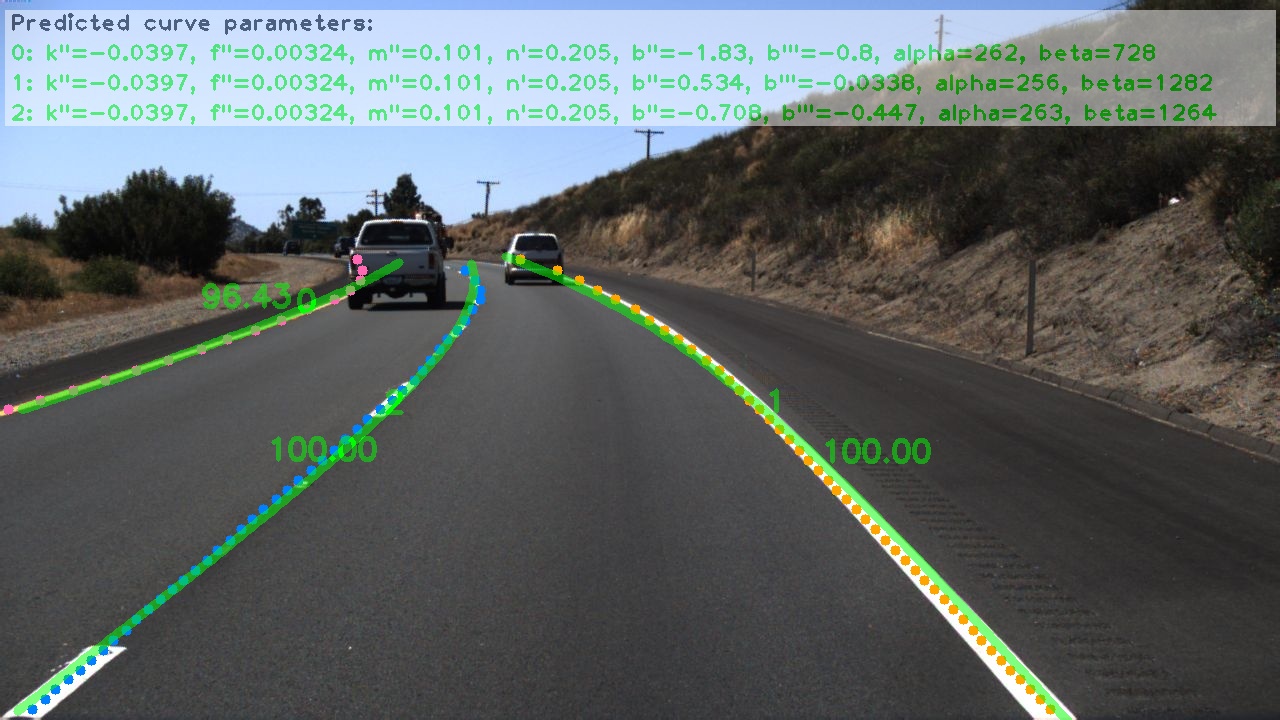 Predicted curve parameters:
0: k''=-0.0397, f''=0.00324, m''=0.101, n'=0.205, b''=-1.83, b'''=-0.8, alpha=262, beta=728
1: k''=-0.0397, f''=0.00324, m''=0.101, n'=0.205, b''=0.534, b'''=-0.0338, alpha=256, beta=1282
2: k''=-0.0397, f''=0.00324, m''=0.101, n'=0.205, b''=-0.708, b'''=-0.447, alpha=263, beta=1264
96.43 0
2
1
100.00
100.00